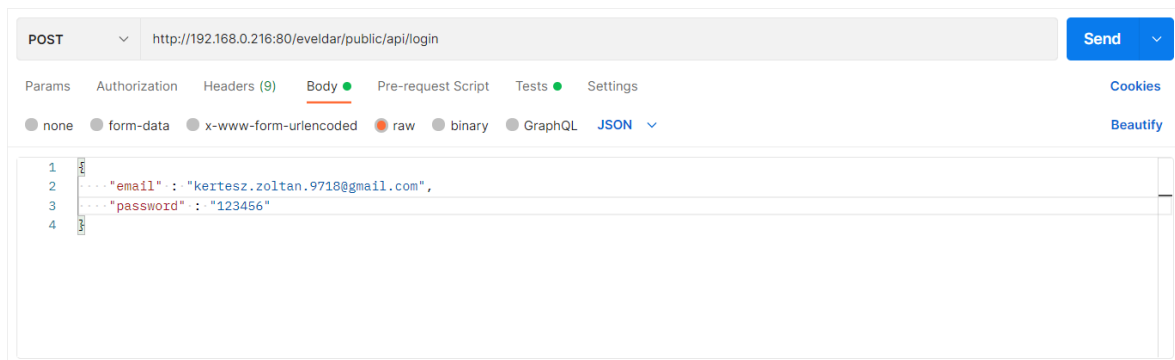 POST http://192.168.0.216:80/eveldar/public/api/login Send
Params Authorization Headers (9) Body Pre-request Script Tests Settings Cookies
none form-data x-www-form-urlencoded raw binary GraphQL JSON Beautify
1 {
2 "email" : "kertesz.zoltan.9718@gmail.com",
3 "password" : "123456"
4 }